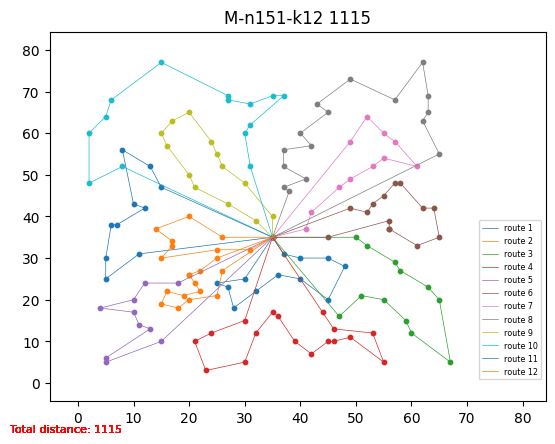 M-n151-k12 1115
80
70
60
50
40
30
20
10
0
0 10 20 30 40 50 60 70 80
route 1
route 2
route 3
route 4
route 5
route 6
route 7
route 8
route 9
route 10
route 11
route 12
Total distance: 1115